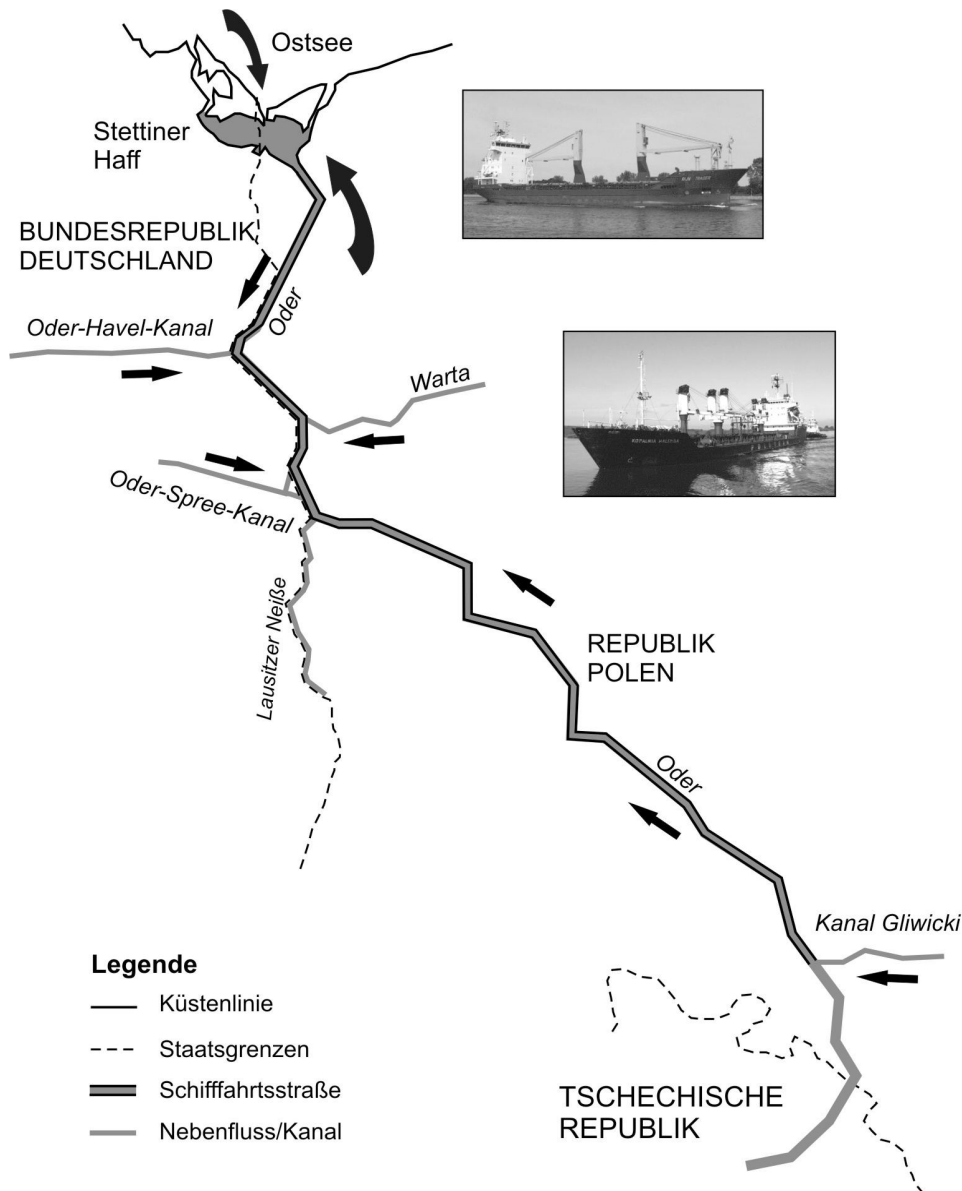 Ostsee
Stettiner
Haff
BUNDESREPUBLIK
DEUTSCHLAND
Oder
Oder-Havel-Kanal
Warta
Oder-Spree-Kanal
Lausitzer Neiße
REPUBLIK
POLEN
Oder
Kanal Gliwicki
TSCHECHISCHE
REPUBLIK
Legende
Küstenlinie
Staatsgrenzen
Schifffahrtsstraße
Nebenfluss/Kanal